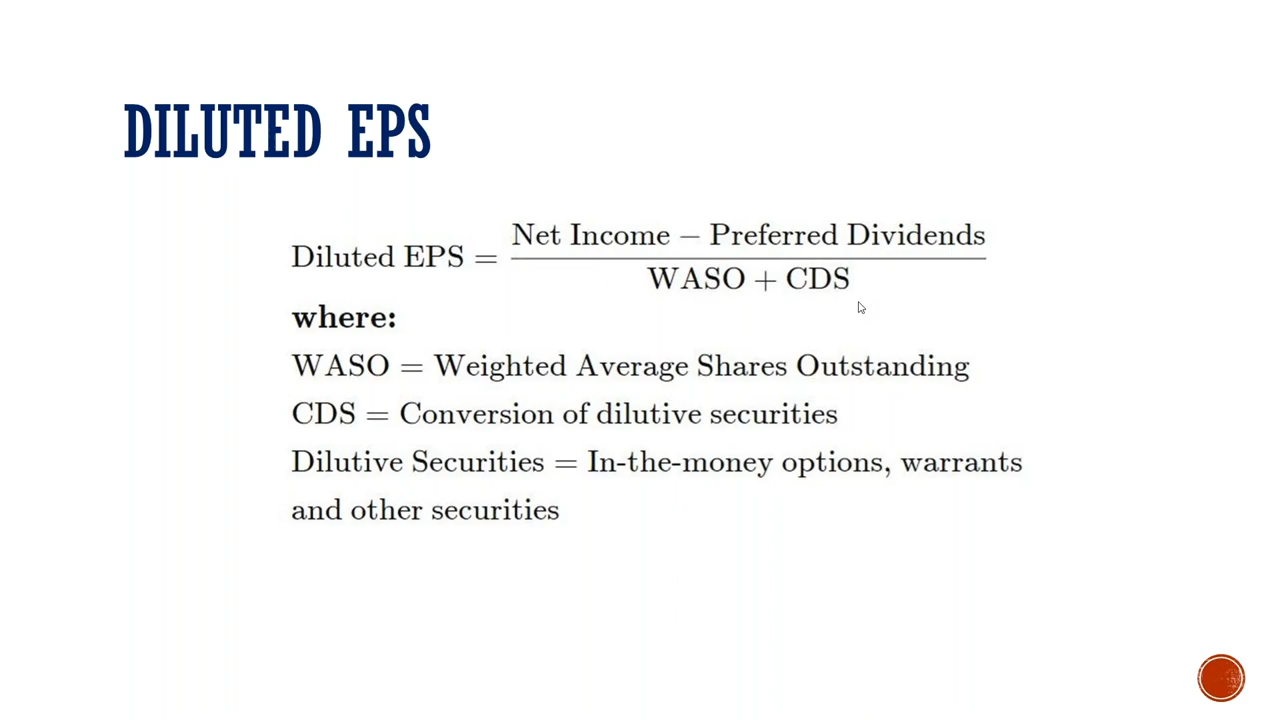 DILUTED EPS
Diluted EPS = Net Income − Preferred Dividends
WASO + CDS
where:
WASO = Weighted Average Shares Outstanding
CDS = Conversion of dilutive securities
Dilutive Securities = In-the-money options, warrants
and other securities